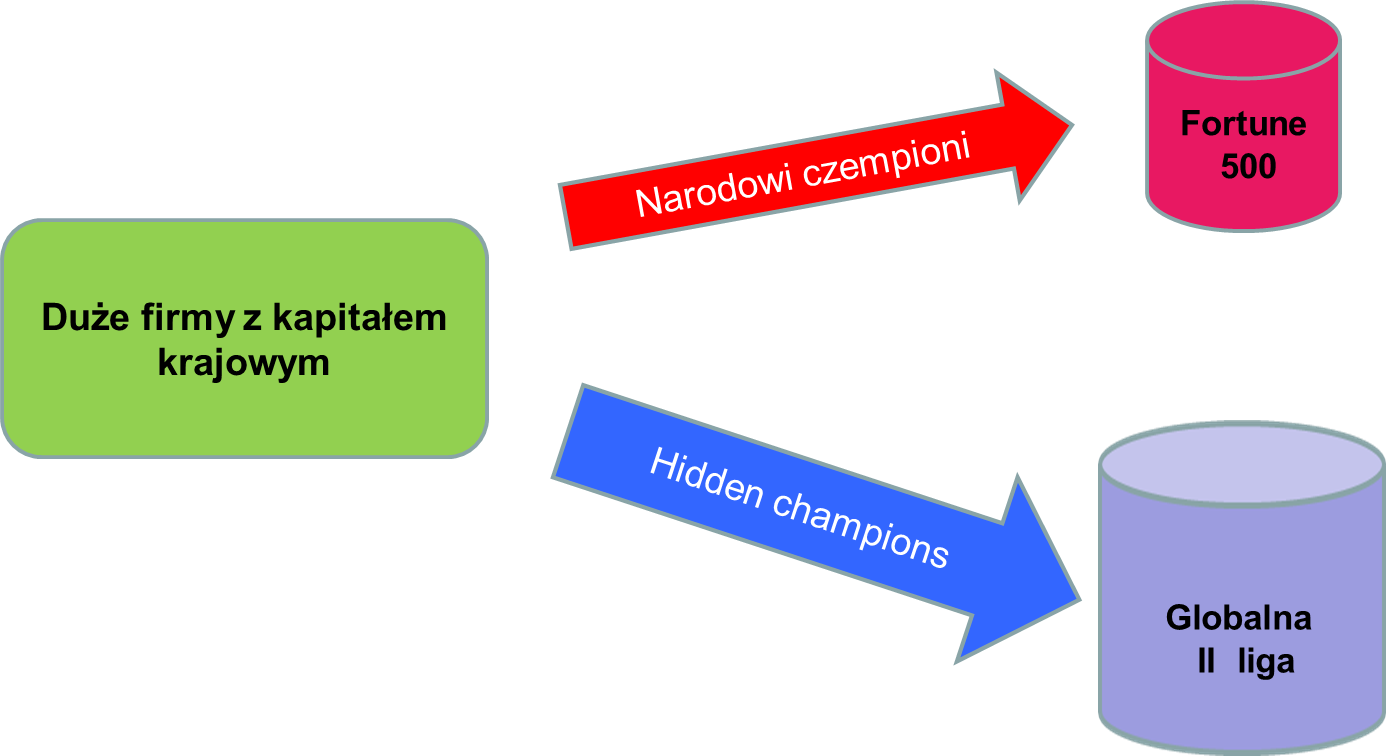 Duże firmy z kapitałem
krajowym
Narodowi czempioni
Fortune
500
Hidden champions
Globalna
II liga